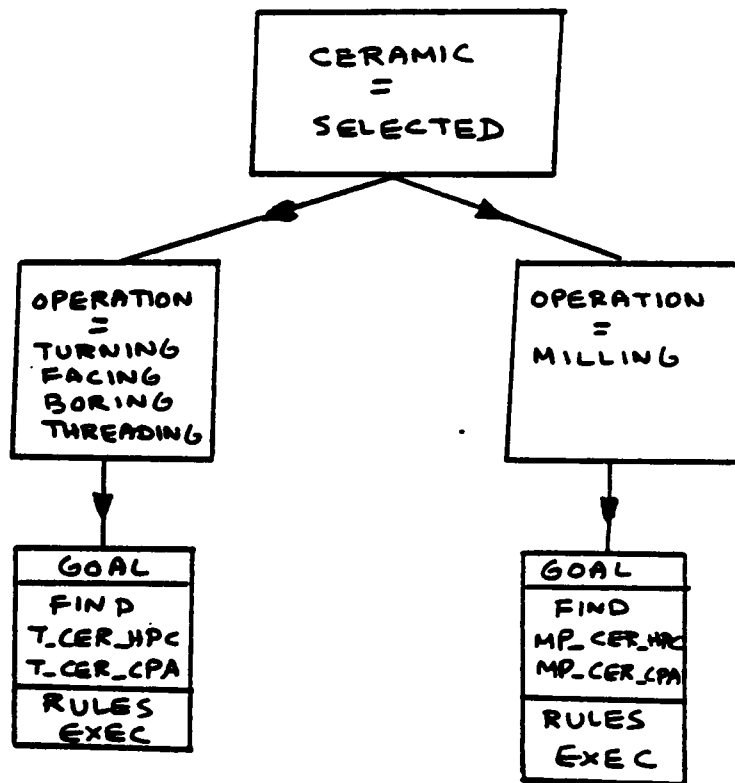 CERAMIC
=
SELECTED
OPERATION
=
TURNING
FACING
BORING
THREADING
OPERATION
=
MILLING
GOAL
FIND
T_CER_HPC
T_CER_CPA
RULES
EXEC
GOAL
FIND
MP_CER_HPC
MP_CER_CPA
RULES
EXEC